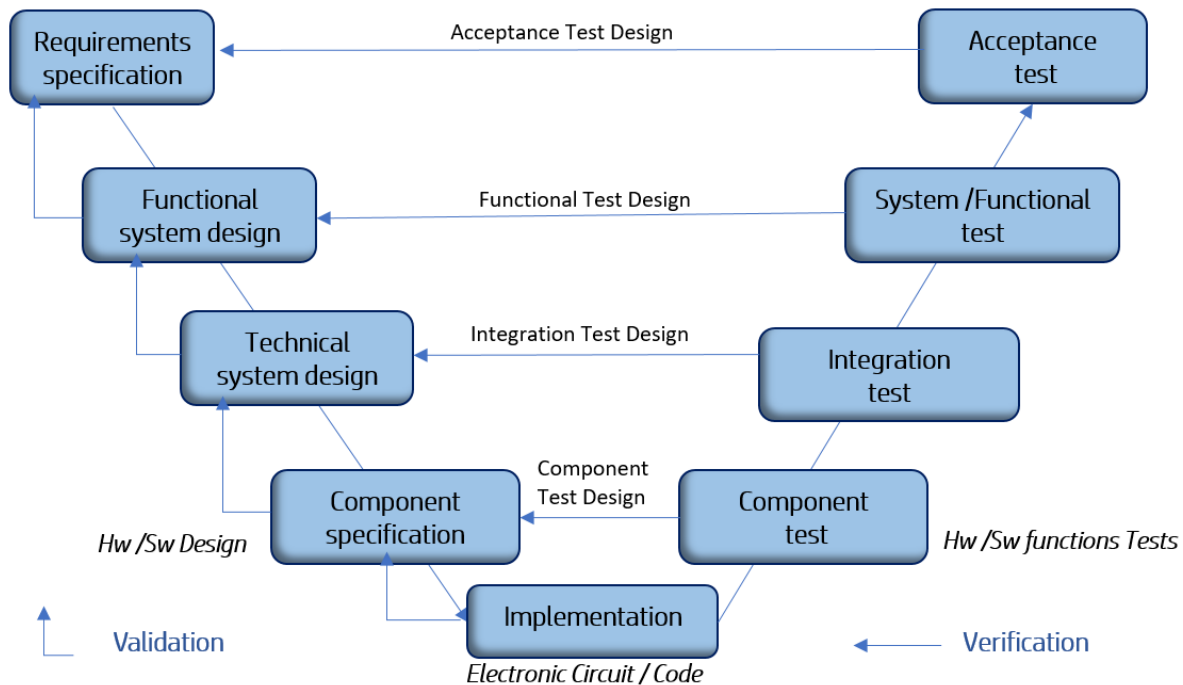 Requirements
specification
Acceptance Test Design
Acceptance
test
Functional
system design
Functional Test Design
System /Functional
test
Technical
system design
Integration Test Design
Integration
test
Component
specification
Component
Test Design
Component
test
Hw /Sw Design
Hw /Sw functions Tests
Implementation
Validation
Verification
Electronic Circuit / Code